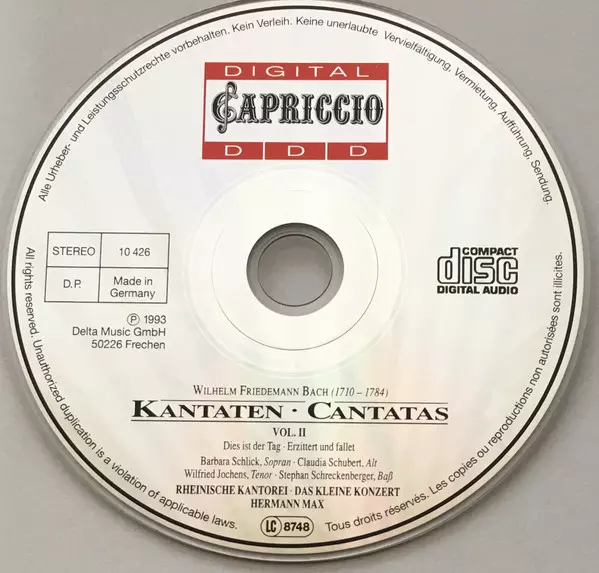 Alle Urheber- und Leistungsschutzrechte vorbehalten. Kein Verleih. Keine unerlaubte Vervielfältigung, Vermietung, Aufführung, Sendung.
DIGITAL
CAPRICCIO
D D D
STEREO 10 426
D.P. Made in
Germany
COMPACT
disc
DIGITAL AUDIO
Ⓟ 1993
Delta Music GmbH
50226 Frechen
WILHELM FRIEDEMANN BACH (1710 – 1784)
KANTATEN · CANTATAS
VOL. II
Dies ist der Tag · Erzittert und fallet
Barbara Schlick, Sopran · Claudia Schubert, Alt
Wilfried Jochens, Tenor · Stephan Schreckenberger, Baß
RHEINISCHE KANTOREI · DAS KLEINE KONZERT
HERMANN MAX
LC 8748
All rights reserved. Unauthorized duplication is a violation of applicable laws.
Tous droits réservés. Les copies ou reproductions non autorisées sont illicites.